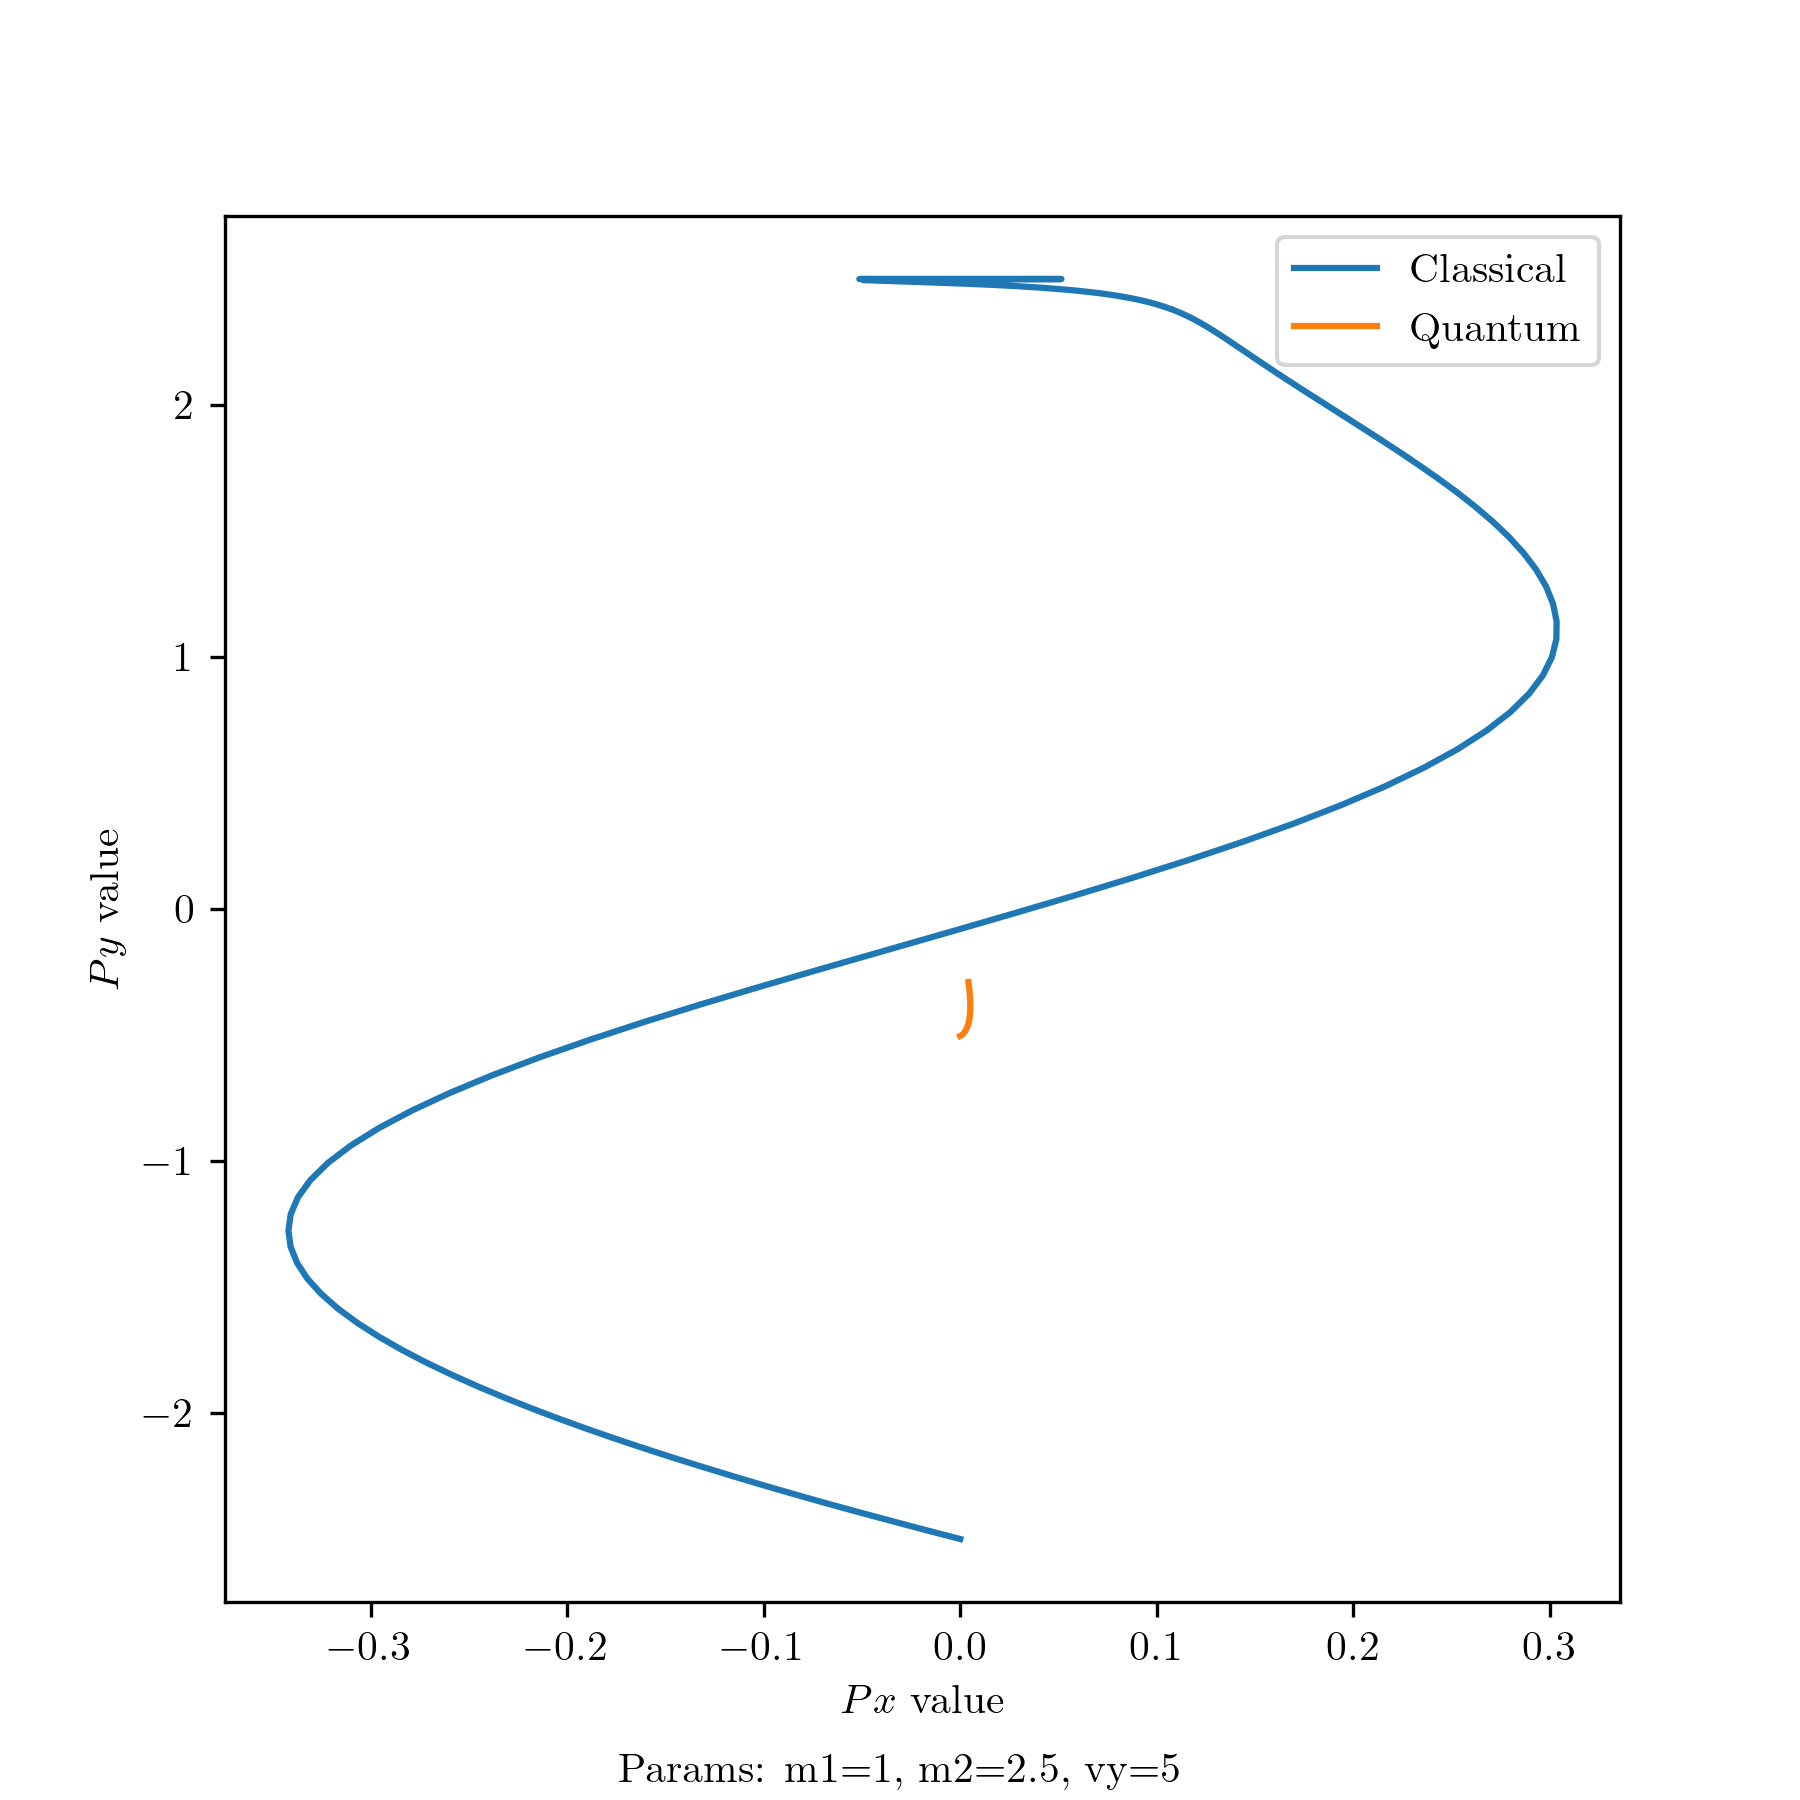 Classical
Quantum
2
1
0
−1
−2
Py value
−0.3 −0.2 −0.1 0.0 0.1 0.2 0.3
Px value
Params: m1=1, m2=2.5, vy=5